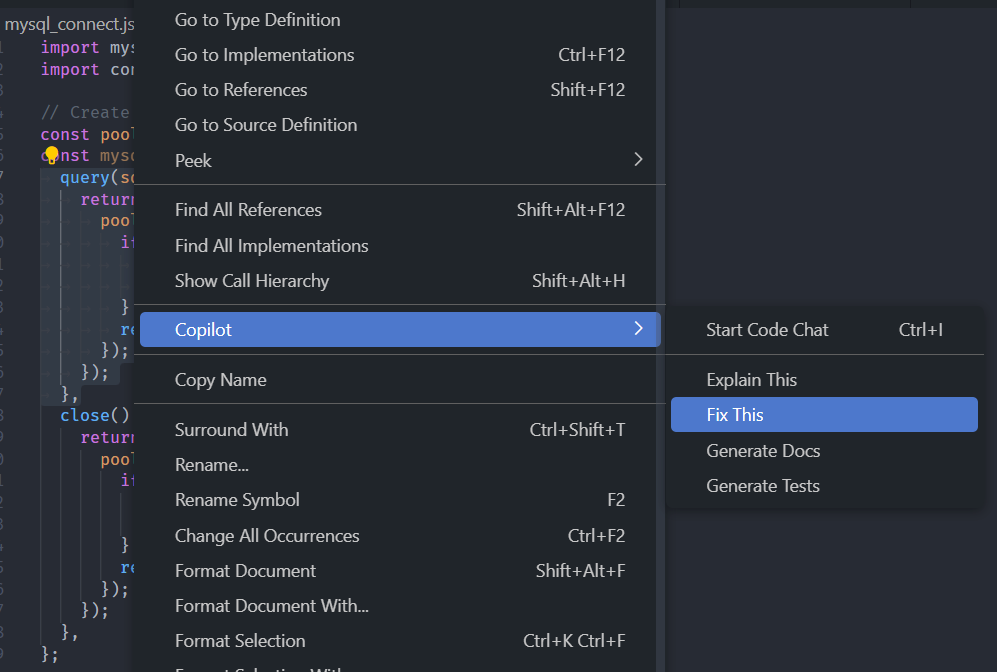 mysql_connect.js
import mys
import con
// Create
const pool
const mysq
query(sq
return
pool
if
}
re
});
});
},
close()
return
pool
if
}
re
});
});
},
};
Go to Type Definition
Go to Implementations Ctrl+F12
Go to References Shift+F12
Go to Source Definition
Peek
Find All References Shift+Alt+F12
Find All Implementations
Show Call Hierarchy Shift+Alt+H
Copilot
Copy Name
Surround With Ctrl+Shift+T
Rename...
Rename Symbol F2
Change All Occurrences Ctrl+F2
Format Document Shift+Alt+F
Format Document With...
Format Selection Ctrl+K Ctrl+F
Format Selection With
Start Code Chat Ctrl+I
Explain This
Fix This
Generate Docs
Generate Tests